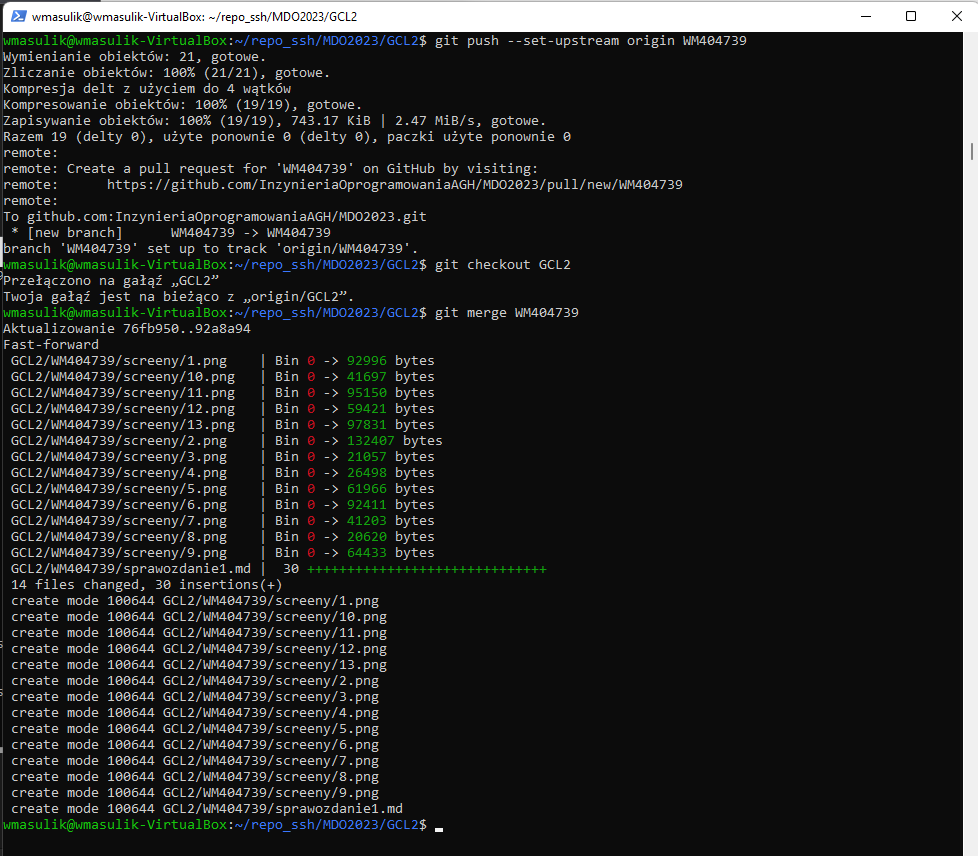 wmasulik@wmasulik-VirtualBox: ~/repo_ssh/MDO2023/GCL2
wmasulik@wmasulik-VirtualBox:~/repo_ssh/MDO2023/GCL2$ git push --set-upstream origin WM404739
Wymienianie obiektów: 21, gotowe.
Zliczanie obiektów: 100% (21/21), gotowe.
Kompresja delt z użyciem do 4 wątków
Kompresowanie obiektów: 100% (19/19), gotowe.
Zapisywanie obiektów: 100% (19/19), 743.17 KiB | 2.47 MiB/s, gotowe.
Razem 19 (delty 0), użyte ponownie 0 (delty 0), paczki użyte ponownie 0
remote:
remote: Create a pull request for 'WM404739' on GitHub by visiting:
remote:      https://github.com/InzynieriaOprogramowaniaAGH/MDO2023/pull/new/WM404739
remote:
To github.com:InzynieriaOprogramowaniaAGH/MDO2023.git
 * [new branch]      WM404739 -> WM404739
branch 'WM404739' set up to track 'origin/WM404739'.
wmasulik@wmasulik-VirtualBox:~/repo_ssh/MDO2023/GCL2$ git checkout GCL2
Przełączono na gałąź „GCL2”
Twoja gałąź jest na bieżąco z „origin/GCL2”.
wmasulik@wmasulik-VirtualBox:~/repo_ssh/MDO2023/GCL2$ git merge WM404739
Aktualizowanie 76fb950..92a8a94
Fast-forward
 GCL2/WM404739/screeny/1.png    | Bin 0 -> 92996 bytes
 GCL2/WM404739/screeny/10.png   | Bin 0 -> 41697 bytes
 GCL2/WM404739/screeny/11.png   | Bin 0 -> 95150 bytes
 GCL2/WM404739/screeny/12.png   | Bin 0 -> 59421 bytes
 GCL2/WM404739/screeny/13.png   | Bin 0 -> 97831 bytes
 GCL2/WM404739/screeny/2.png    | Bin 0 -> 132407 bytes
 GCL2/WM404739/screeny/3.png    | Bin 0 -> 21057 bytes
 GCL2/WM404739/screeny/4.png    | Bin 0 -> 26498 bytes
 GCL2/WM404739/screeny/5.png    | Bin 0 -> 61966 bytes
 GCL2/WM404739/screeny/6.png    | Bin 0 -> 92411 bytes
 GCL2/WM404739/screeny/7.png    | Bin 0 -> 41203 bytes
 GCL2/WM404739/screeny/8.png    | Bin 0 -> 20620 bytes
 GCL2/WM404739/screeny/9.png    | Bin 0 -> 64433 bytes
 GCL2/WM404739/sprawozdanie1.md |  30 ++++++++++++++++++++++++++++++
 14 files changed, 30 insertions(+)
 create mode 100644 GCL2/WM404739/screeny/1.png
 create mode 100644 GCL2/WM404739/screeny/10.png
 create mode 100644 GCL2/WM404739/screeny/11.png
 create mode 100644 GCL2/WM404739/screeny/12.png
 create mode 100644 GCL2/WM404739/screeny/13.png
 create mode 100644 GCL2/WM404739/screeny/2.png
 create mode 100644 GCL2/WM404739/screeny/3.png
 create mode 100644 GCL2/WM404739/screeny/4.png
 create mode 100644 GCL2/WM404739/screeny/5.png
 create mode 100644 GCL2/WM404739/screeny/6.png
 create mode 100644 GCL2/WM404739/screeny/7.png
 create mode 100644 GCL2/WM404739/screeny/8.png
 create mode 100644 GCL2/WM404739/screeny/9.png
 create mode 100644 GCL2/WM404739/sprawozdanie1.md
wmasulik@wmasulik-VirtualBox:~/repo_ssh/MDO2023/GCL2$